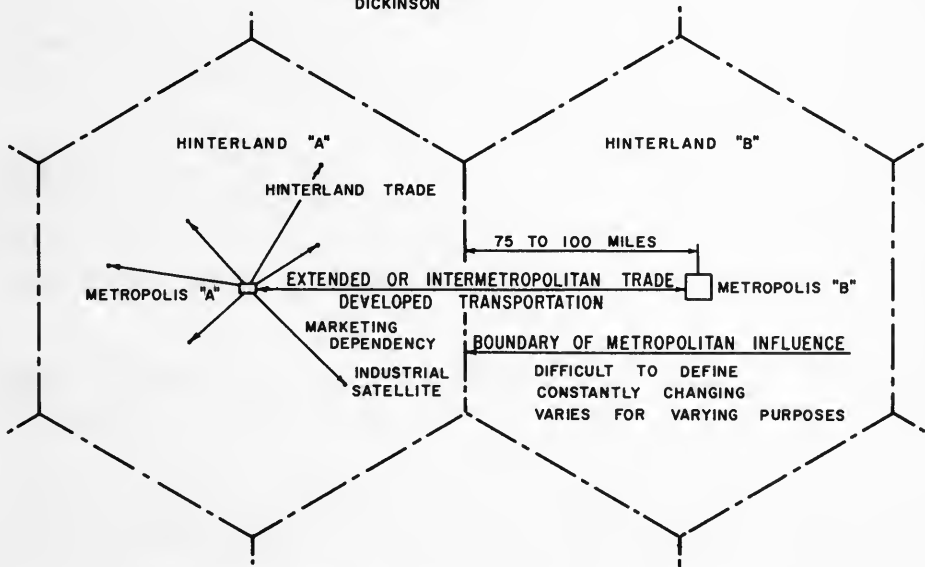 DICKINSON
HINTERLAND "A"
HINTERLAND "B"
HINTERLAND TRADE
75 TO 100 MILES
EXTENDED OR INTERMETROPOLITAN TRADE
METROPOLIS "A"
METROPOLIS "B"
DEVELOPED TRANSPORTATION
MARKETING
DEPENDENCY
BOUNDARY OF METROPOLITAN INFLUENCE
INDUSTRIAL
SATELLITE
DIFFICULT TO DEFINE
CONSTANTLY CHANGING
VARIES FOR VARYING PURPOSES